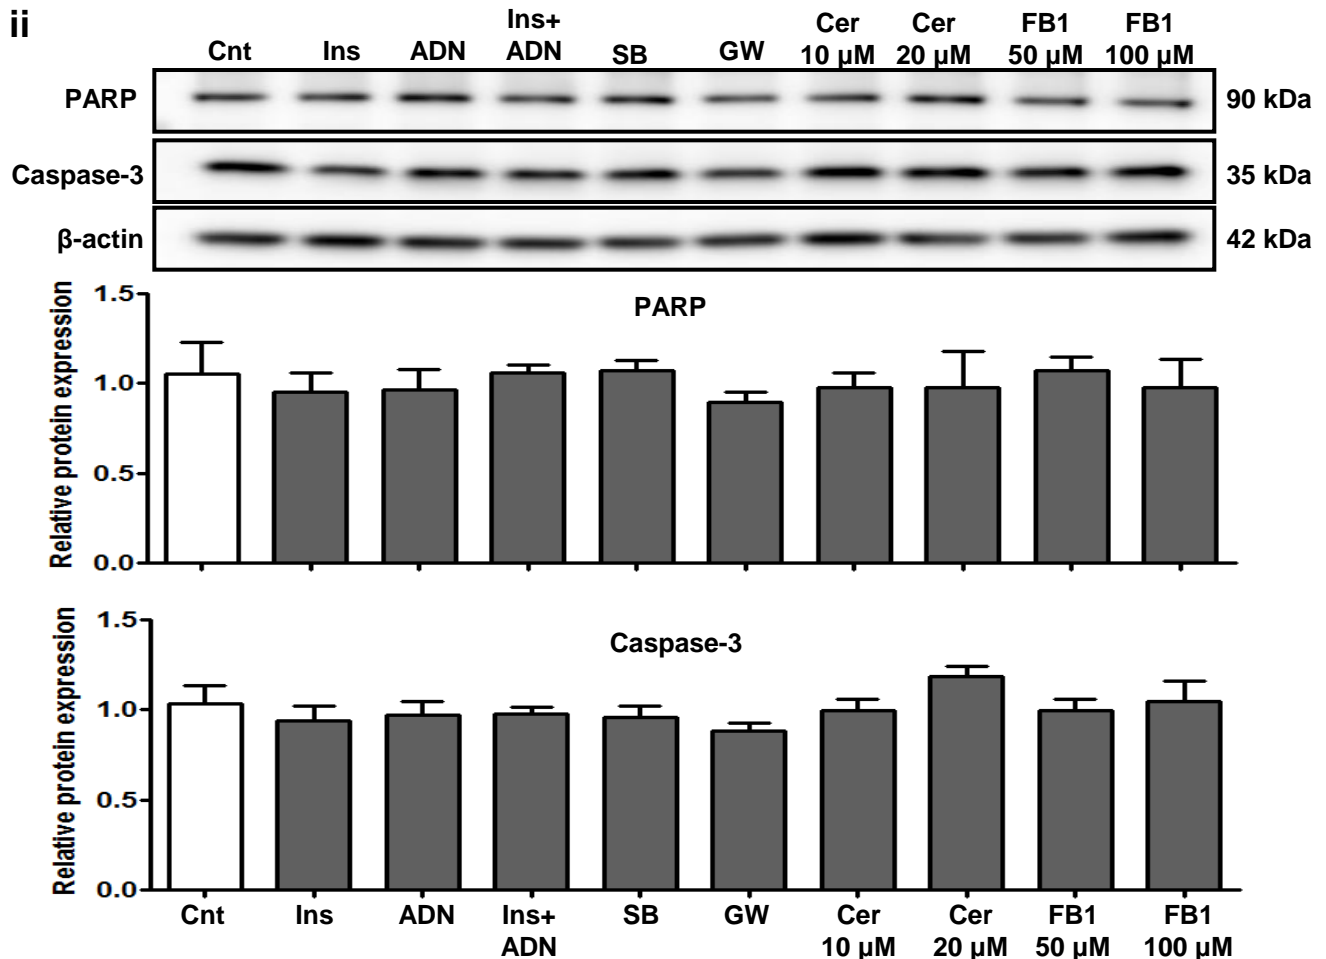 ii
Cnt Ins ADN Ins+ ADN SB GW Cer 10 µM Cer 20 µM FB1 50 µM FB1 100 µM
PARP 90 kDa
Caspase-3 35 kDa
β-actin 42 kDa
PARP
Relative protein expression
1.5
1.0
0.5
0.0
Caspase-3
Relative protein expression
1.5
1.0
0.5
0.0
Cnt Ins ADN Ins+ ADN SB GW Cer 10 µM Cer 20 µM FB1 50 µM FB1 100 µM